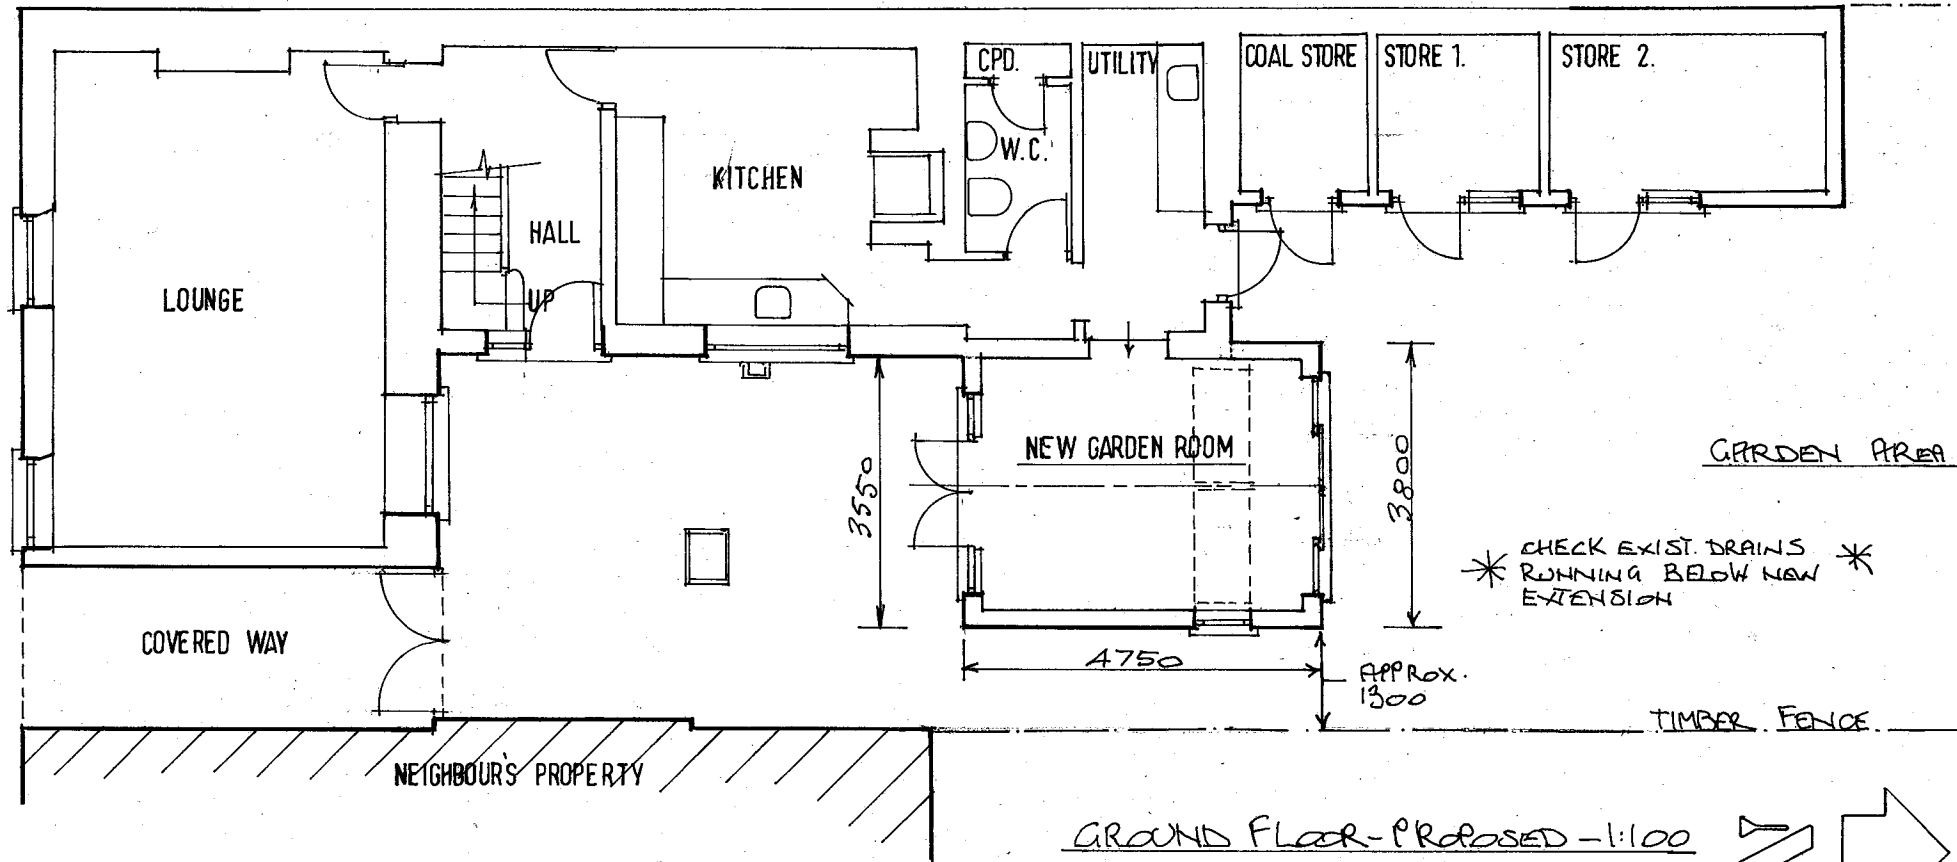 CPD.
UTILITY
COAL STORE
STORE 1.
STORE 2.
W.C.
KITCHEN
HALL
UP
LOUNGE
NEW GARDEN ROOM
3550
3800
GARDEN AREA
* CHECK EXIST. DRAINS *
RUNNING BELOW NEW
EXTENSION
COVERED WAY
4750
APPROX.
1300
TIMBER FENCE
NEIGHBOUR'S PROPERTY
GROUND FLOOR-PROPOSED-1:100
N